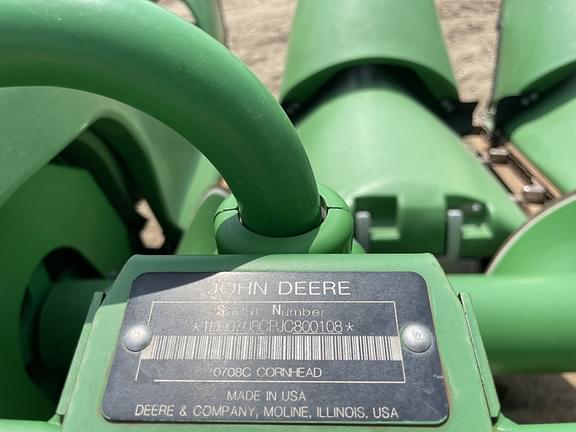 JOHN DEERE
Serial Number
*1H00708CPJC800108*
0708C CORNHEAD
MADE IN USA
DEERE & COMPANY, MOLINE, ILLINOIS, USA